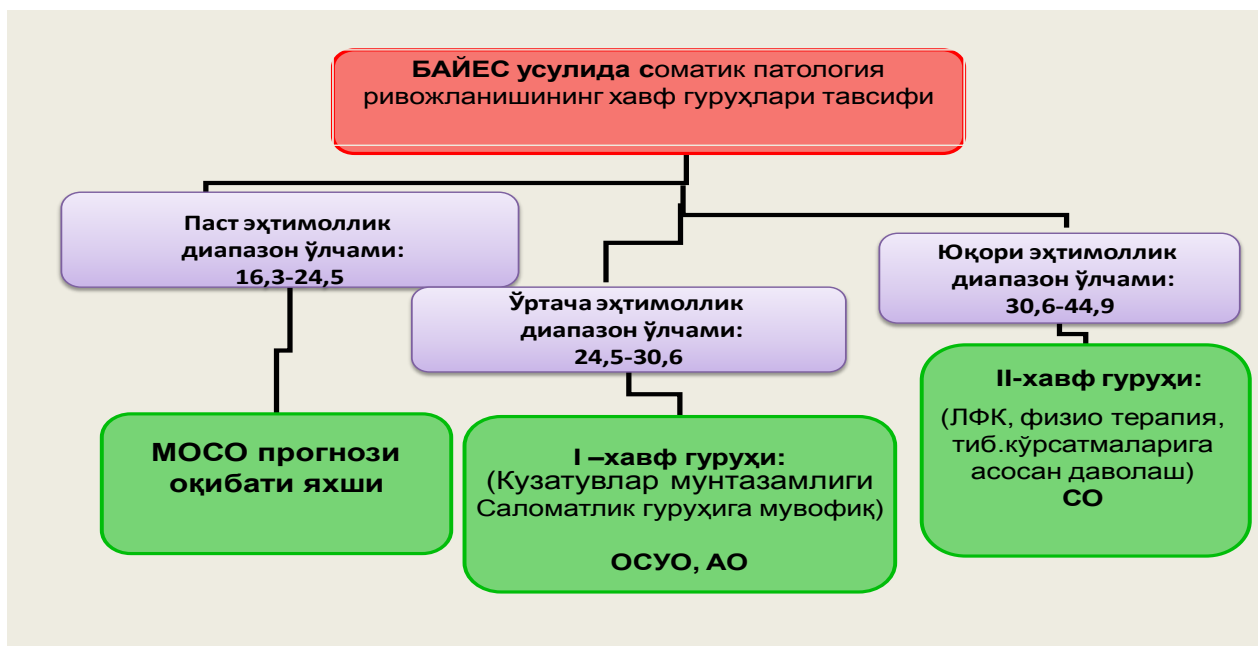 БАЙЕС усулида соматик патология
ривожланишининг хавф гуруҳлари тавсифи
Паст эҳтимоллик
диапазон ўлчами:
16,3-24,5
Ўртача эҳтимоллик
диапазон ўлчами:
24,5-30,6
Юқори эҳтимоллик
диапазон ўлчами:
30,6-44,9
МОСО прогнози
оқибати яхши
I –хавф гуруҳи:
(Кузатувлар мунтазамлиги
Саломатлик гуруҳига мувофиқ)
ОСУО, АО
II-хавф гуруҳи:
(ЛФК, физио терапия,
тиб.кўрсатмаларига
асосан даволаш)
СО